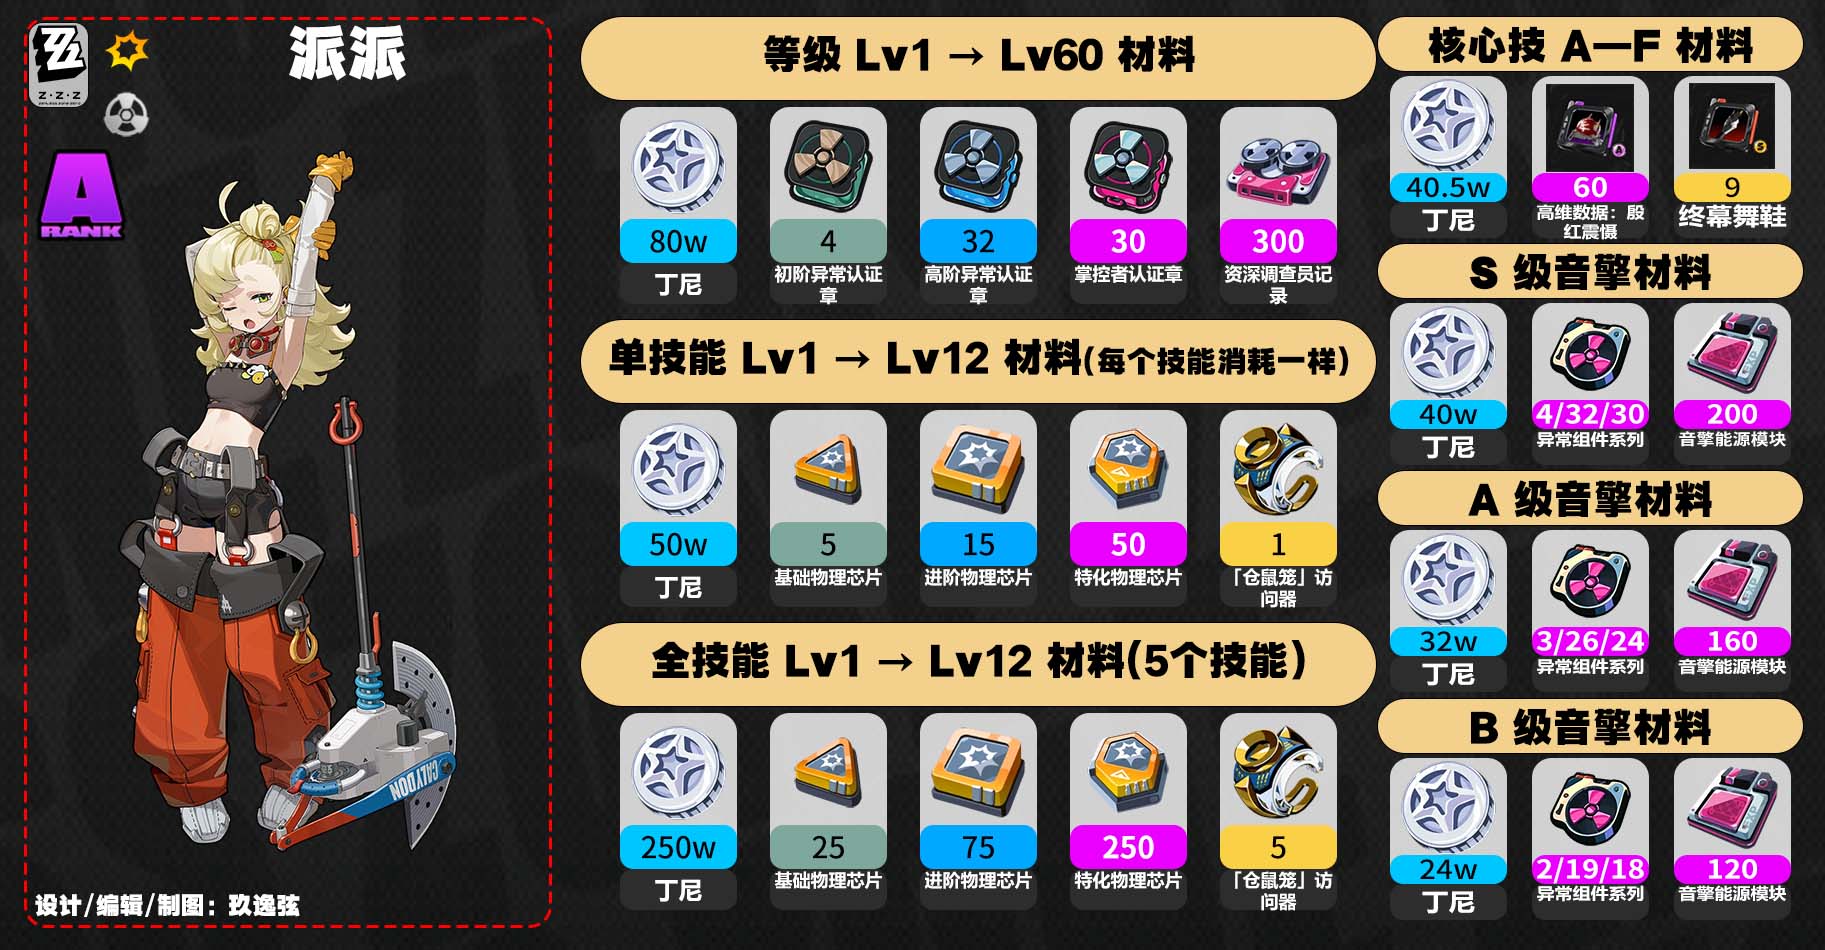 Z·Z·Z
派派
A
RANK
CALYDON
设计/编辑/制图：玖逸弦
等级 Lv1 → Lv60 材料
80w
4
32
30
300
丁尼
初阶异常认证
章
高阶异常认证
章
掌控者认证章
资深调查员记
录
单技能 Lv1 → Lv12 材料(每个技能消耗一样)
50w
5
15
50
1
丁尼
基础物理芯片
进阶物理芯片
特化物理芯片
「仓鼠笼」访
问器
全技能 Lv1 → Lv12 材料(5个技能)
250w
25
75
250
5
丁尼
基础物理芯片
进阶物理芯片
特化物理芯片
「仓鼠笼」访
问器
核心技 A—F 材料
40.5w
60
9
丁尼
高维数据：殷
红震慑
终幕舞鞋
S 级音擎材料
40w
4/32/30
200
丁尼
异常组件系列
音擎能源模块
A 级音擎材料
32w
3/26/24
160
丁尼
异常组件系列
音擎能源模块
B 级音擎材料
24w
2/19/18
120
丁尼
异常组件系列
音擎能源模块